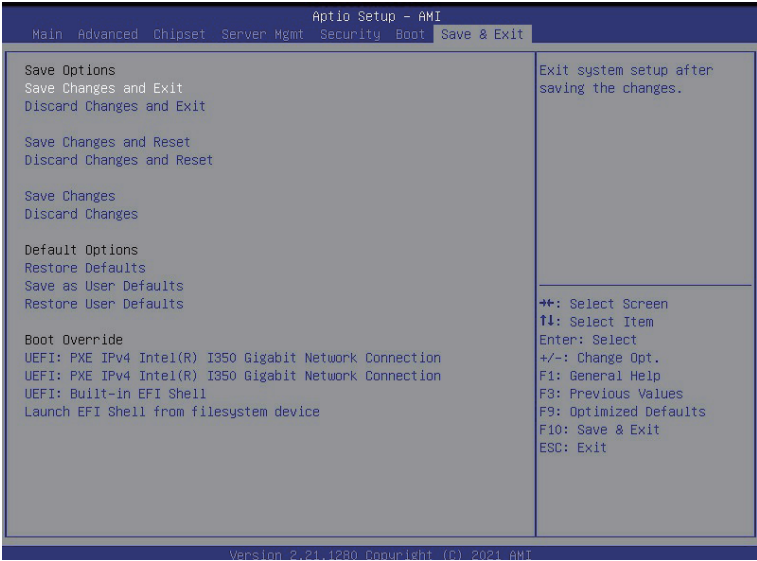 Aptio Setup – AMI
Main Advanced Chipset Server Mgmt Security Boot Save & Exit
Save Options
Save Changes and Exit
Discard Changes and Exit
Save Changes and Reset
Discard Changes and Reset
Save Changes
Discard Changes
Default Options
Restore Defaults
Save as User Defaults
Restore User Defaults
Boot Override
UEFI: PXE IPv4 Intel(R) I350 Gigabit Network Connection
UEFI: PXE IPv4 Intel(R) I350 Gigabit Network Connection
UEFI: Built-in EFI Shell
Launch EFI Shell from filesystem device
Exit system setup after
saving the changes.
→←: Select Screen
↑↓: Select Item
Enter: Select
+/-: Change Opt.
F1: General Help
F3: Previous Values
F9: Optimized Defaults
F10: Save & Exit
ESC: Exit
Version 2.21.1280 Copyright (C) 2021 AMI